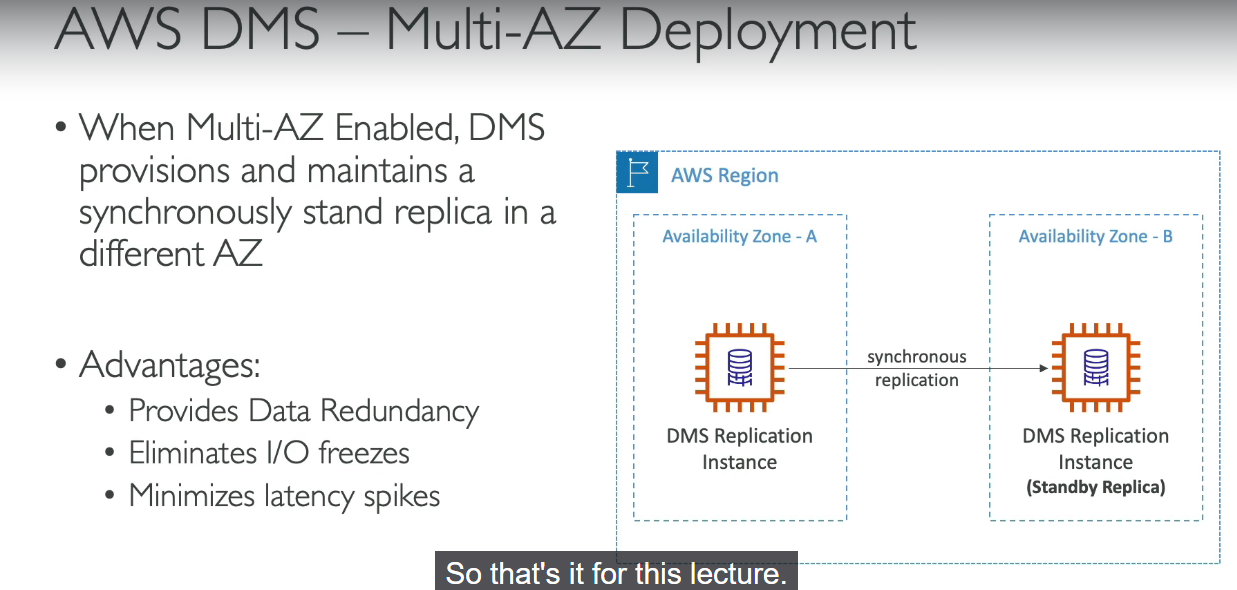 AWS DMS – Multi-AZ Deployment
• When Multi-AZ Enabled, DMS
provisions and maintains a
synchronously stand replica in a
different AZ
• Advantages:
• Provides Data Redundancy
• Eliminates I/O freezes
• Minimizes latency spikes
AWS Region
Availability Zone - A
Availability Zone - B
synchronous
replication
DMS Replication
Instance
DMS Replication
Instance
(Standby Replica)
So that's it for this lecture.